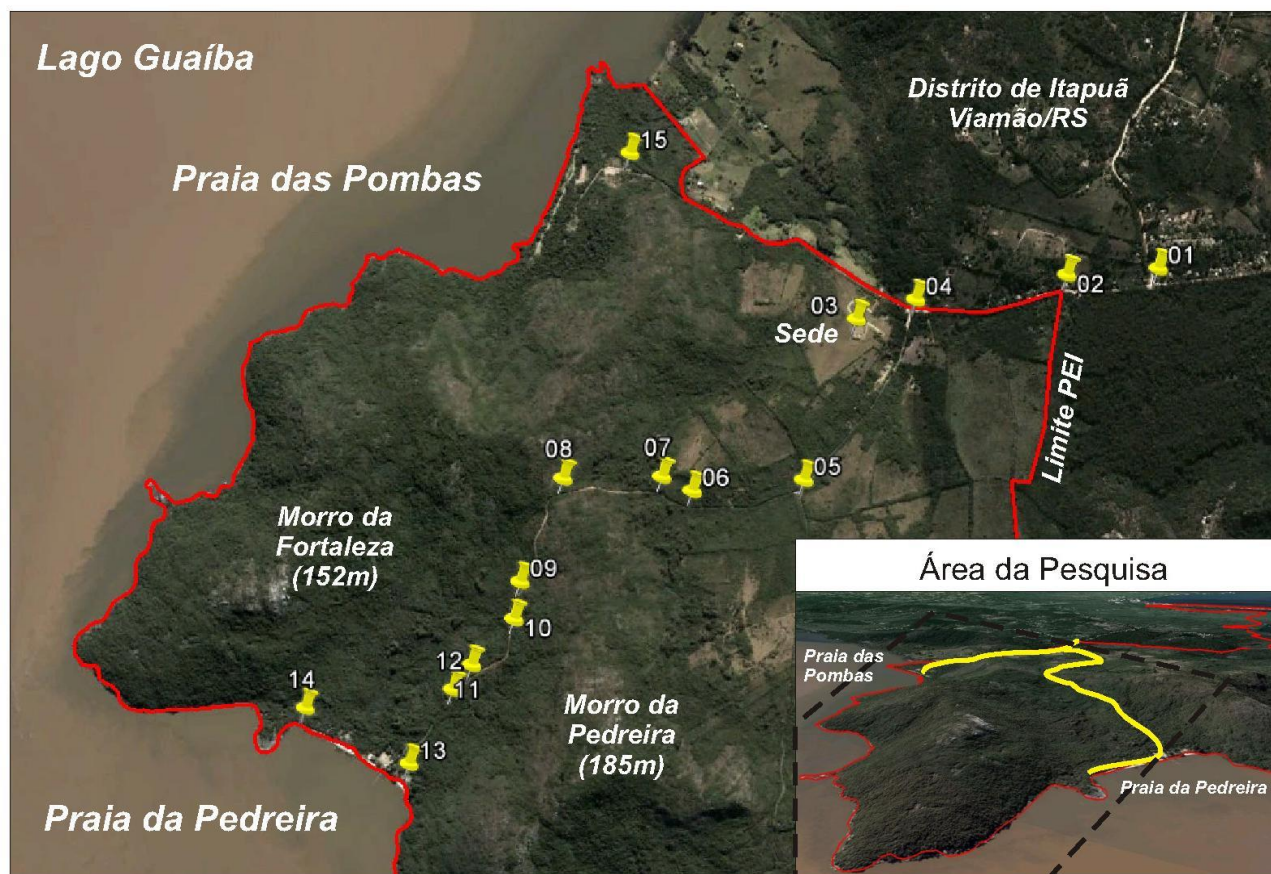 Lago Guaíba
Distrito de Itapuã
Viamão/RS
15
Praia das Pombas
01
02
04
03
Sede
Limite PEI
08
07
06
05
Morro da
Fortaleza
(152m)
09
10
12
11
14
Morro da
Pedreira
(185m)
13
Praia da Pedreira
Área da Pesquisa
Praia das
Pombas
Praia da Pedreira